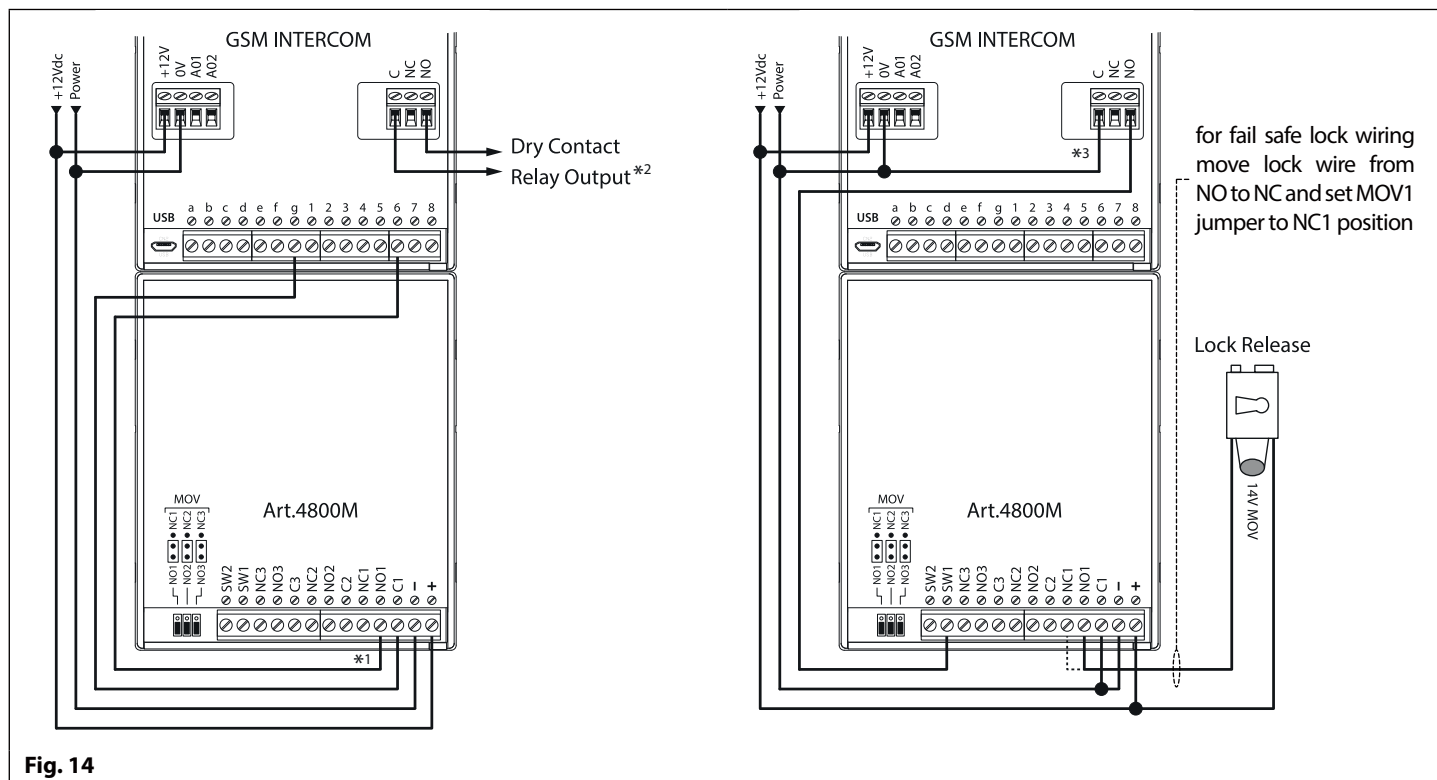 GSM INTERCOM
+12Vdc
Power
+12V
0V
A01
A02
C
NC
NO
Dry Contact
Relay Output*2
USB
a b c d e f g 1 2 3 4 5 6 7 8
MOV
NC1 NC2 NC3
NO1 NO2 NO3
Art.4800M
SW2 SW1 NC3 NO3 C3 NC2 NO2 C2 NC1 NO1 C1 – +
*1
GSM INTERCOM
+12Vdc
Power
+12V
0V
A01
A02
C
NC
NO
*3
for fail safe lock wiring
move lock wire from
NO to NC and set MOV1
jumper to NC1 position
USB
a b c d e f g 1 2 3 4 5 6 7 8
Lock Release
14V MOV
MOV
NC1 NC2 NC3
NO1 NO2 NO3
Art.4800M
SW2 SW1 NC3 NO3 C3 NC2 NO2 C2 NC1 NO1 C1 – +
Fig. 14